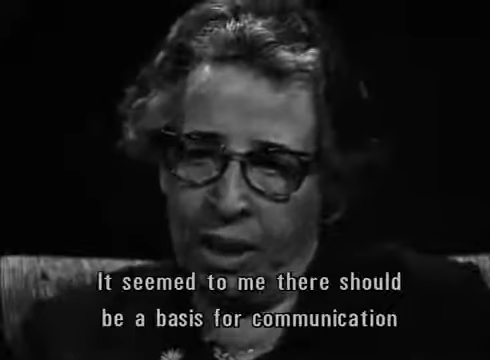 It seemed to me there should
be a basis for communication